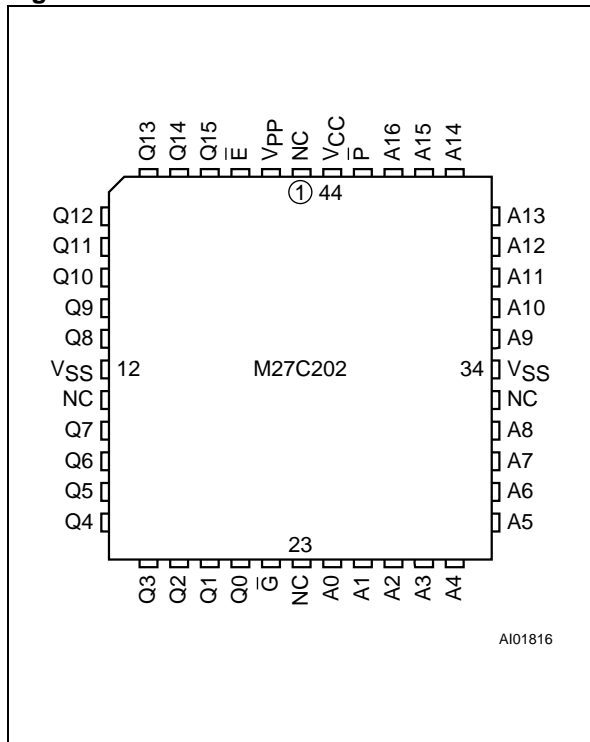 Q13 Q14 Q15 E̅ VPP NC VCC P̅ A16 A15 A14
1 44
Q12 A13
Q11 A12
Q10 A11
Q9 A10
Q8 A9
VSS 12 M27C202 34 VSS
NC NC
Q7 A8
Q6 A7
Q5 A6
Q4 A5
23
Q3 Q2 Q1 Q0 G̅ NC A0 A1 A2 A3 A4
AI01816